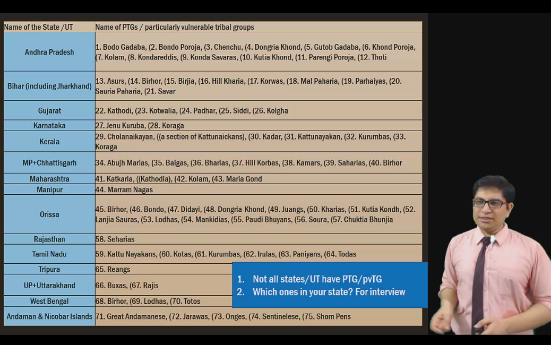 Name of the State /UT Name of PTGs / particularly vulnerable tribal groups
Andhra Pradesh
1. Bodo Gadaba, (2. Bondo Poroja, (3. Chenchu, (4. Dongria Khond, (5. Gutob Gadaba, (6. Khond Poroja,
(7. Kolam, (8. Kondareddis, (9. Konda Savaras, (10. Kutia Khond, (11. Parengi Poroja, (12. Thoti
Bihar (including Jharkhand)
13. Asurs, (14. Birhor, (15. Birjia, (16. Hill Kharia, (17. Korwas, (18. Mal Paharia, (19. Parhaiyas, (20.
Sauria Paharia, (21. Savar
Gujarat
22. Kathodi, (23. Kotwalia, (24. Padhar, (25. Siddi, (26. Kolgha
Karnataka
27. Jenu Kuruba, (28. Koraga
Kerala
29. Cholanaikayan, ((a section of Kattunaickans), (30. Kadar, (31. Kattunayakan, (32. Kurumbas, (33.
Koraga
MP+Chhattisgarh
34. Abujh Marias, (35. Baigas, (36. Bharias, (37. Hill Korbas, (38. Kamars, (39. Saharias, (40. Birhor
Maharashtra
41. Katkaria, ((Kathodia), (42. Kolam, (43. Maria Gond
Manipur
44. Marram Nagas
Orissa
45. Birhor, (46. Bondo, (47. Didayi, (48. Dongria Khond, (49. Juangs, (50. Kharias, (51. Kutia Kondh, (52.
Lanjia Sauras, (53. Lodhas, (54. Mankidias, (55. Paudi Bhuyans, (56. Soura, (57. Chuktia Bhunjia
Rajasthan
58. Seharias
Tamil Nadu
59. Kattu Nayakans, (60. Kotas, (61. Kurumbas, (62. Irulas, (63. Paniyans, (64. Todas
Tripura
65. Reangs
UP+Uttarakhand
66. Buxas, (67. Rajis
West Bengal
68. Birhor, (69. Lodhas, (70. Totos
Andaman & Nicobar Islands
71. Great Andamanese, (72. Jarawas, (73. Onges, (74. Sentinelese, (75. Shom Pens
1. Not all states/UT have PTG/pvTG
2. Which ones in your state? For interview